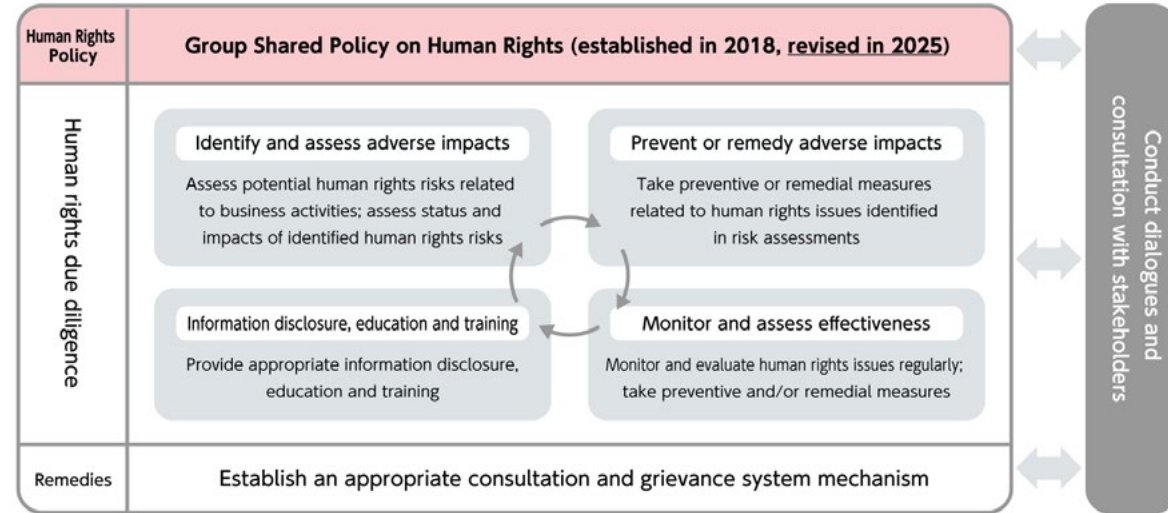 Human Rights
Policy
Group Shared Policy on Human Rights (established in 2018, revised in 2025)
Human rights due diligence
Identify and assess adverse impacts
Assess potential human rights risks related
to business activities; assess status and
impacts of identified human rights risks
Prevent or remedy adverse impacts
Take preventive or remedial measures
related to human rights issues identified
in risk assessments
Information disclosure, education and training
Provide appropriate information disclosure,
education and training
Monitor and assess effectiveness
Monitor and evaluate human rights issues regularly;
take preventive and/or remedial measures
Remedies
Establish an appropriate consultation and grievance system mechanism
Conduct dialogues and
consultation with stakeholders